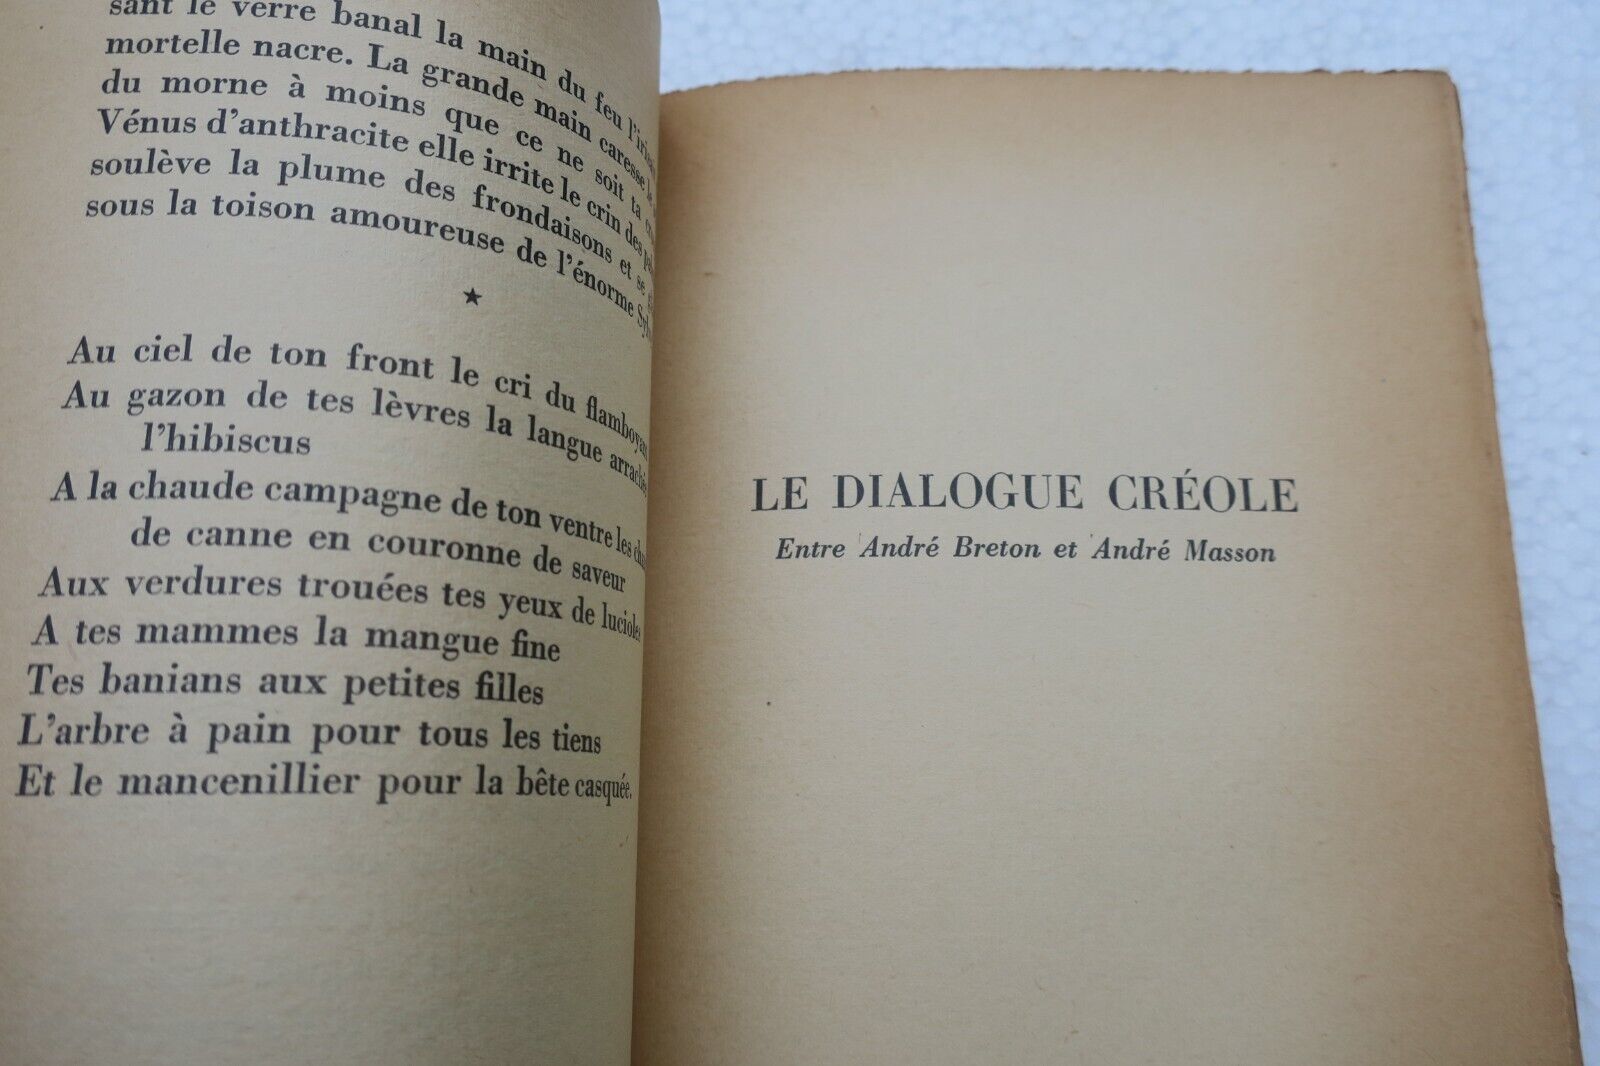 sant le verre banal la main du feu
mortelle nacre. La grande main caresse le
du morne à moins que ce ne soit ta
Vénus d'anthracite elle irrite le crin des
soulève la plume des frondaisons et se
sous la toison amoureuse de l'énorme
★
Au ciel de ton front le cri du flamboyant
Au gazon de tes lèvres la langue arrachée
l'hibiscus
A la chaude campagne de ton ventre les
de canne en couronne de saveur
Aux verdures trouées tes yeux de lucioles
A tes mammes la mangue fine
Tes banians aux petites filles
L'arbre à pain pour tous les tiens
Et le mancenillier pour la bête casquée.
LE DIALOGUE CRÉOLE
Entre André Breton et André Masson